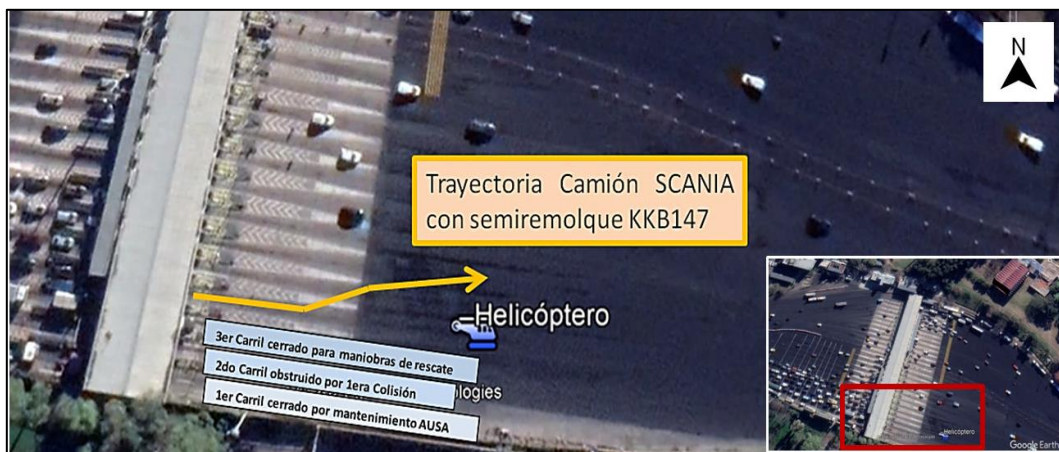 N
Trayectoria Camión SCANIA
con semiremolque KKB147
Helicóptero
3er Carril cerrado para maniobras de rescate
2do Carril obstruido por 1era Colisión
ologies
1er Carril cerrado por mantenimiento AUSA
Helicóptero
Google Earth